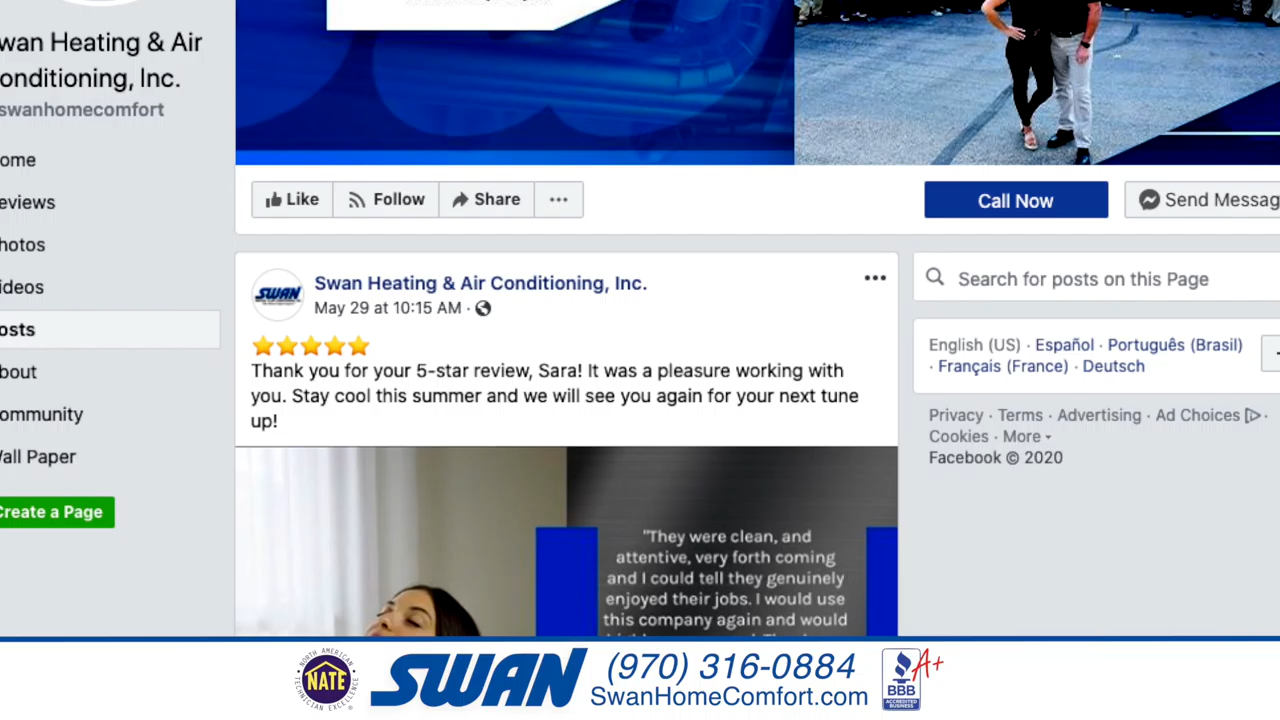 wan Heating & Air
onditioning, Inc.
swanhomecomfort
ome
eviews
hotos
ideos
osts
bout
ommunity
all Paper
Create a Page
Like
Follow
Share
Call Now
Send Messag
SWAN
Swan Heating & Air Conditioning, Inc.
May 29 at 10:15 AM ·
Thank you for your 5-star review, Sara! It was a pleasure working with
you. Stay cool this summer and we will see you again for your next tune
up!
"They were clean, and
attentive, very forth coming
and I could tell they genuinely
enjoyed their jobs. I would use
this company again and would
Search for posts on this Page
English (US) · Español · Português (Brasil)
· Français (France) · Deutsch
Privacy · Terms · Advertising · Ad Choices ·
Cookies · More
Facebook © 2020
NORTH AMERICAN
NATE
TECHNICIAN EXCELLENCE
SWAN
(970) 316-0884
SwanHomeComfort.com
BBB
ACCREDITED
BUSINESS
A+